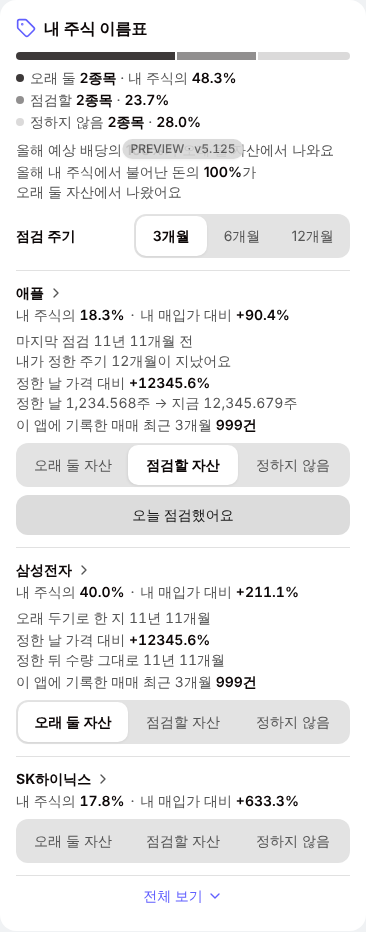 내 주식 이름표
오래 둘 2종목 · 내 주식의 48.3%
점검할 2종목 · 23.7%
정하지 않음 2종목 · 28.0%
올해 예상 배당의 PREVIEW · v5.125 산에서 나와요
올해 내 주식에서 불어난 돈의 100%가
오래 둘 자산에서 나왔어요
점검 주기 3개월 6개월 12개월
애플 >
내 주식의 18.3% · 내 매입가 대비 +90.4%
마지막 점검 11년 11개월 전
내가 정한 주기 12개월이 지났어요
정한 날 가격 대비 +12345.6%
정한 날 1,234.568주 → 지금 12,345.679주
이 앱에 기록한 매매 최근 3개월 999건
오래 둘 자산 점검할 자산 정하지 않음
오늘 점검했어요
삼성전자 >
내 주식의 40.0% · 내 매입가 대비 +211.1%
오래 두기로 한 지 11년 11개월
정한 날 가격 대비 +12345.6%
정한 뒤 수량 그대로 11년 11개월
이 앱에 기록한 매매 최근 3개월 999건
오래 둘 자산 점검할 자산 정하지 않음
SK하이닉스 >
내 주식의 17.8% · 내 매입가 대비 +633.3%
오래 둘 자산 점검할 자산 정하지 않음
전체 보기